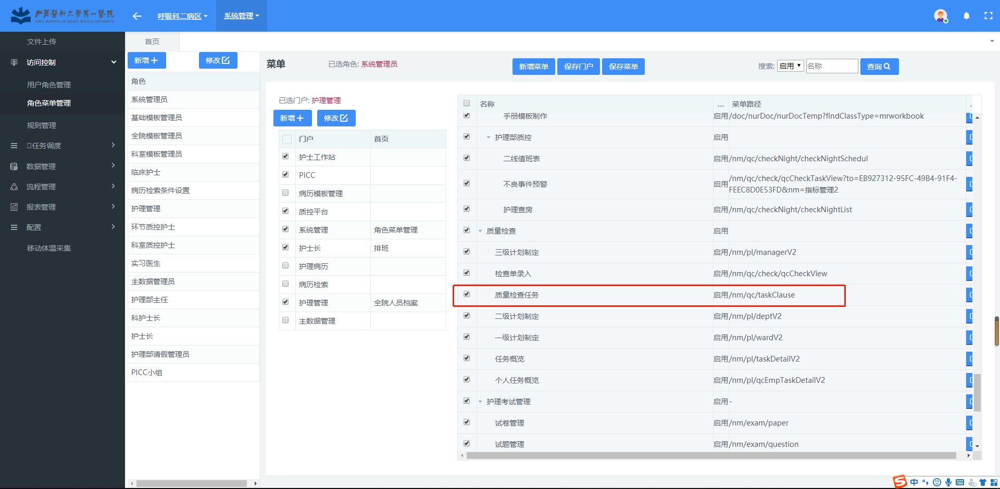 山西醫科大學第一醫院
FIRST HOSPITAL OF SHANXI MEDICAL UNIVERSITY
呼吸科二病区
系统管理
文件上传
访问控制
用户角色管理
角色菜单管理
规则管理
任务调度
数据管理
流程管理
报表管理
配置
移动体温采集
首页
新增
修改
角色
系统管理员
基础模板管理员
全院模板管理员
科室模板管理员
临床护士
病历检索条件设置
护理管理
环节质控护士
科室质控护士
实习医生
主数据管理员
护理部主任
科护士长
护士长
护理部请假管理员
PICC小组
菜单
已选角色: 系统管理员
新增菜单 保存门户 保存菜单
搜索: 启用 名称 查询
已选门户: 护理管理
新增 修改
门户 首页
护士工作站
PICC
病历模板管理
质控平台
系统管理 角色菜单管理
护士长 排班
护理病历
病历检索
护理管理 全院人员档案
主数据管理
名称 ... 菜单路径 .
手册模板制作 启用 /doc/nurDoc/nurDocTemp?findClassType=mrworkbook
护理部质控 启用
二线值班表 启用 /nm/qc/checkNight/checkNightSchedul
不良事件预警 启用 /nm/qc/check/qcCheckTaskView?to=EB927312-95FC-49B4-91F4-
FEEC8D0E53FD&nm=指标管理2
护理查房 启用 /nm/qc/checkNight/checkNightList
质量检查 启用
三级计划制定 启用 /nm/pl/managerV2
检查单录入 启用 /nm/qc/check/qcCheckView
质量检查任务 启用 /nm/qc/taskClause
二级计划制定 启用 /nm/pl/deptV2
一级计划制定 启用 /nm/pl/wardV2
任务概览 启用 /nm/pl/taskDetailV2
个人任务概览 启用 /nm/pl/qcEmpTaskDetailV2
护理考试管理 启用 -
试卷管理 启用 /nm/exam/paper
试题管理 启用 /nm/exam/question
S 中